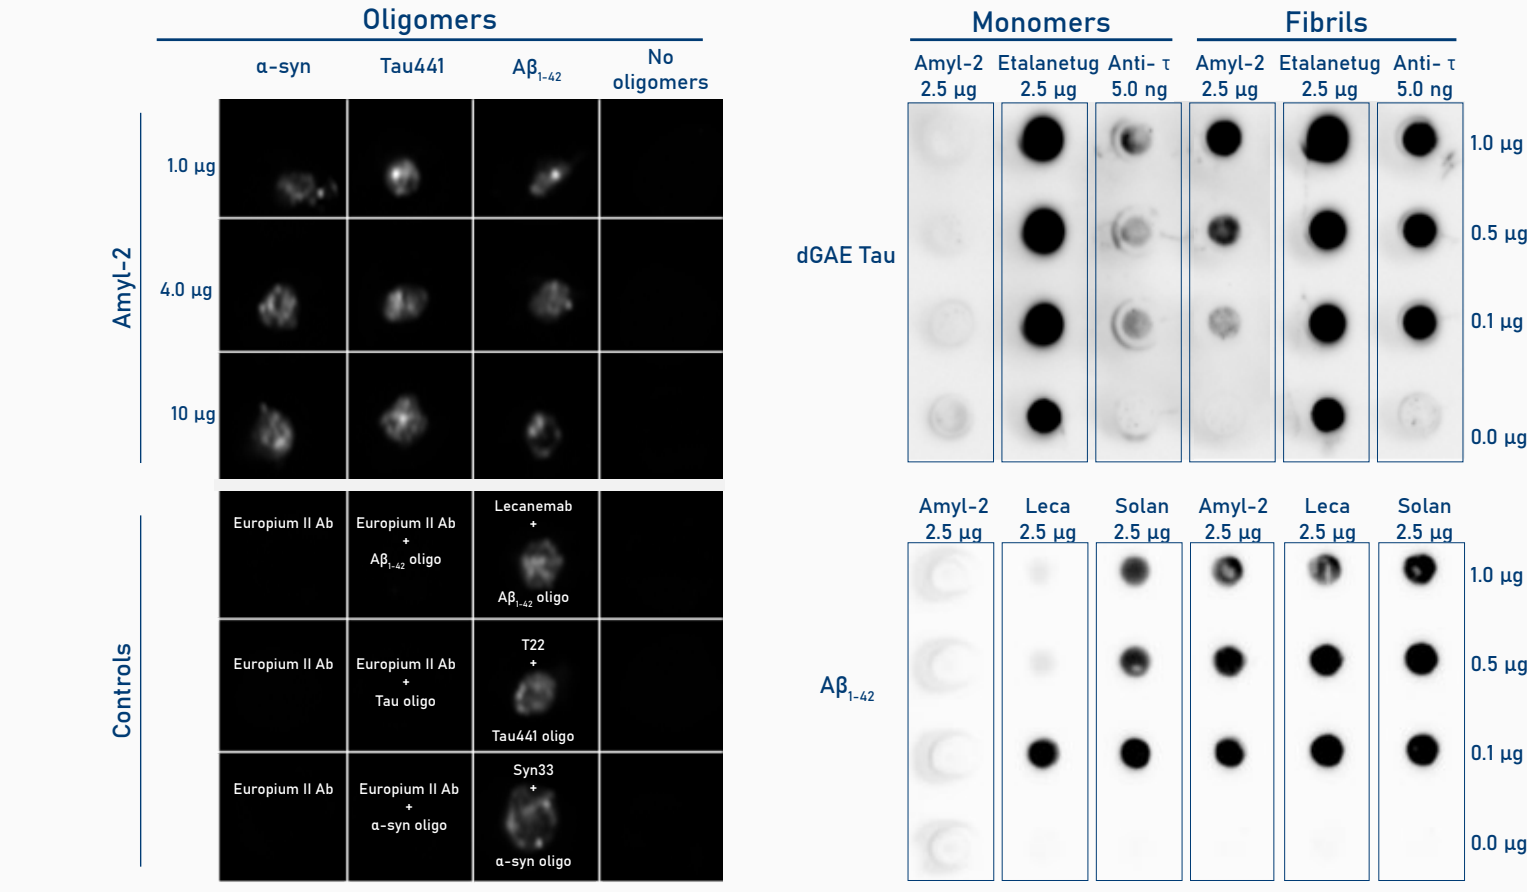 Oligomers
α-syn Tau441 Aβ1-42 No oligomers
Amyl-2
1.0 μg
4.0 μg
10 μg
Controls
Europium II Ab
Europium II Ab
+
Aβ1-42 oligo
Lecanemab
+
Aβ1-42 oligo
Europium II Ab
Europium II Ab
+
Tau oligo
T22
+
Tau441 oligo
Europium II Ab
Europium II Ab
+
α-syn oligo
Syn33
+
α-syn oligo
Monomers Fibrils
Amyl-2 Etalanetug Anti- τ Amyl-2 Etalanetug Anti- τ
2.5 μg 2.5 μg 5.0 ng 2.5 μg 2.5 μg 5.0 ng
dGAE Tau
1.0 μg
0.5 μg
0.1 μg
0.0 μg
Amyl-2 Leca Solan Amyl-2 Leca Solan
2.5 μg 2.5 μg 2.5 μg 2.5 μg 2.5 μg 2.5 μg
Aβ1-42
1.0 μg
0.5 μg
0.1 μg
0.0 μg